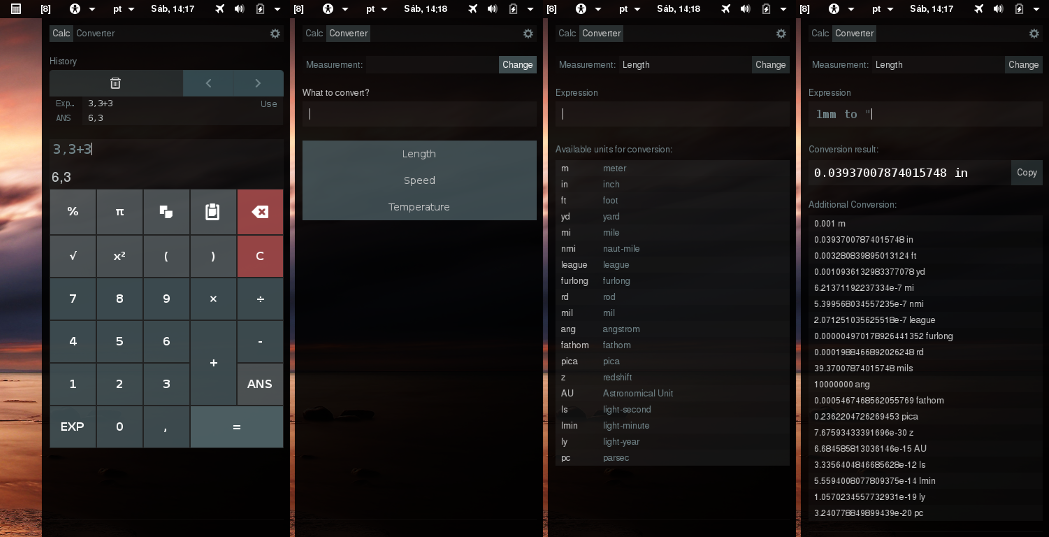 [8] pt Sáb, 14:17
Calc Converter
History
Exp.. 3,3+3 Use
ANS 6,3
3,3+3
6,3
% π
√ x² ( ) C
7 8 9 × ÷
4 5 6 -
+
1 2 3 ANS
EXP 0 , =
[8] pt Sáb, 14:18
Calc Converter
Measurement: Change
What to convert?
Length
Speed
Temperature
[8] pt Sáb, 14:18
Calc Converter
Measurement: Length Change
Expression
Available units for conversion:
m meter
in inch
ft foot
yd yard
mi mile
nmi naut-mile
league league
furlong furlong
rd rod
mil mil
ang angstrom
fathom fathom
pica pica
z redshift
AU Astronomical Unit
ls light-second
lmin light-minute
ly light-year
pc parsec
[8] pt Sáb, 14:17
Calc Converter
Measurement: Length Change
Expression
1mm to "
Conversion result:
0.03937007874015748 in Copy
Additional Conversion:
0.001 m
0.03937007874015748 in
0.003280839895013124 ft
0.0010936132983377078 yd
6.21371192237334e-7 mi
5.399568034557235e-7 nmi
2.0712510356255​18e-7 league
0.000004970178926441352 furlong
0.0001988466892026248 rd
39.37007874015748 mils
10000000 ang
0.0005467468562055769 fathom
0.2362204726269453 pica
7.67593433391696e-30 z
6.684585813036146e-15 AU
3.3356404846685628e-12 ls
5.5594008077809375e-14 lmin
1.0570234557732931e-19 ly
3.240778849899439e-20 pc